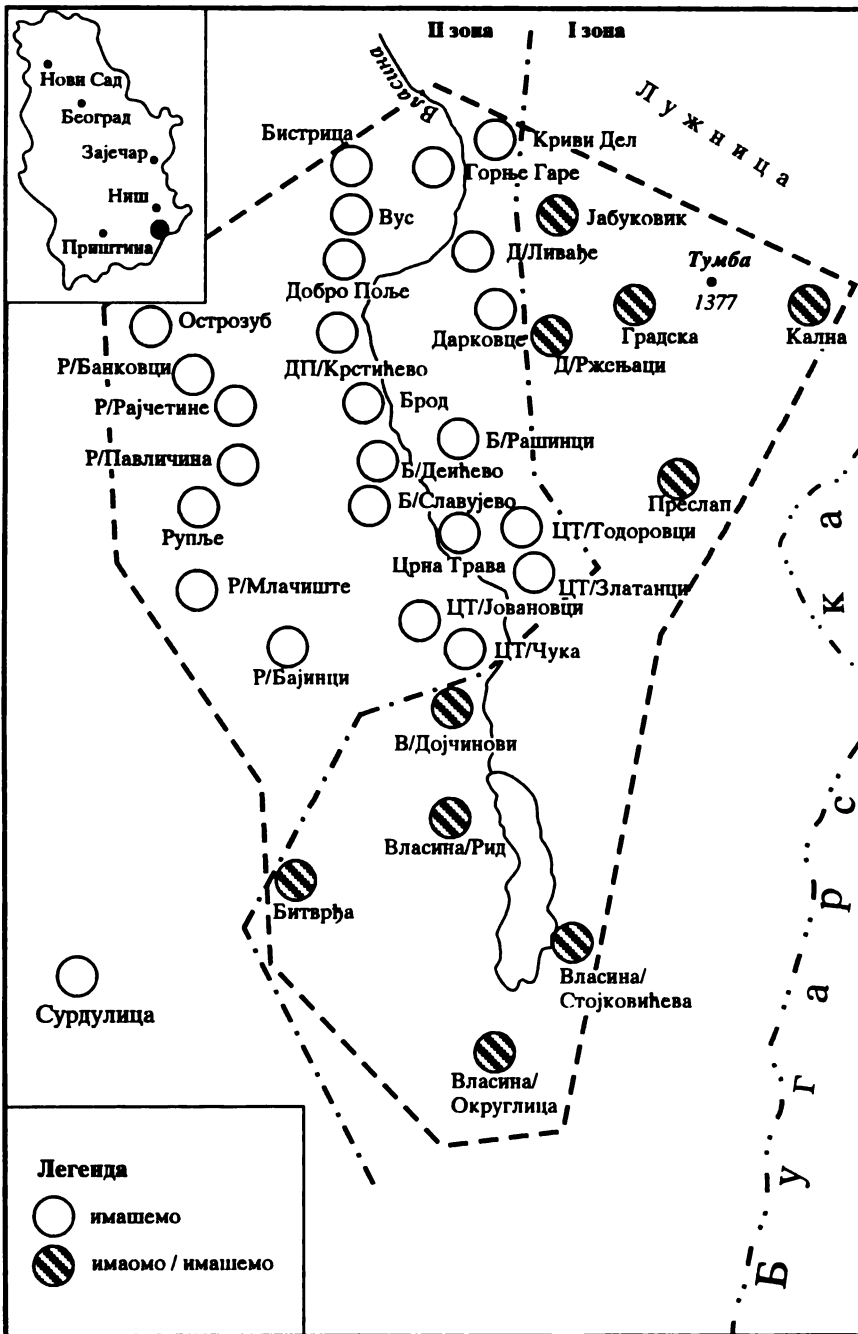 II зона
I зона
Нови Сад
Београд
Зајечар
Ниш
Приштина
Власина
Лужница
Бистрица
Криви Дел
Горње Гаре
Вус
Јабуковик
Д/Ливађе
Добро Поље
Тумба
1377
Острозуб
Дарковце
Градска
Кална
Р/Банковци
ДП/Крстићево
Д/Ржењаци
Р/Рајчетине
Брод
Б/Рашинци
Р/Павличина
Б/Деићево
Преслап
Б/Славујево
Рупље
ЦТ/Тодоровци
Црна Трава
Р/Млачиште
ЦТ/Златанци
ЦТ/Јовановци
ЦТ/Чука
Р/Бајинци
В/Дојчинови
Власина/Рид
Битврђа
Власина/
Стојковићева
Сурдулица
Власина/
Округлица
Бугарска
Легенда
имашемо
имаомо / имашемо